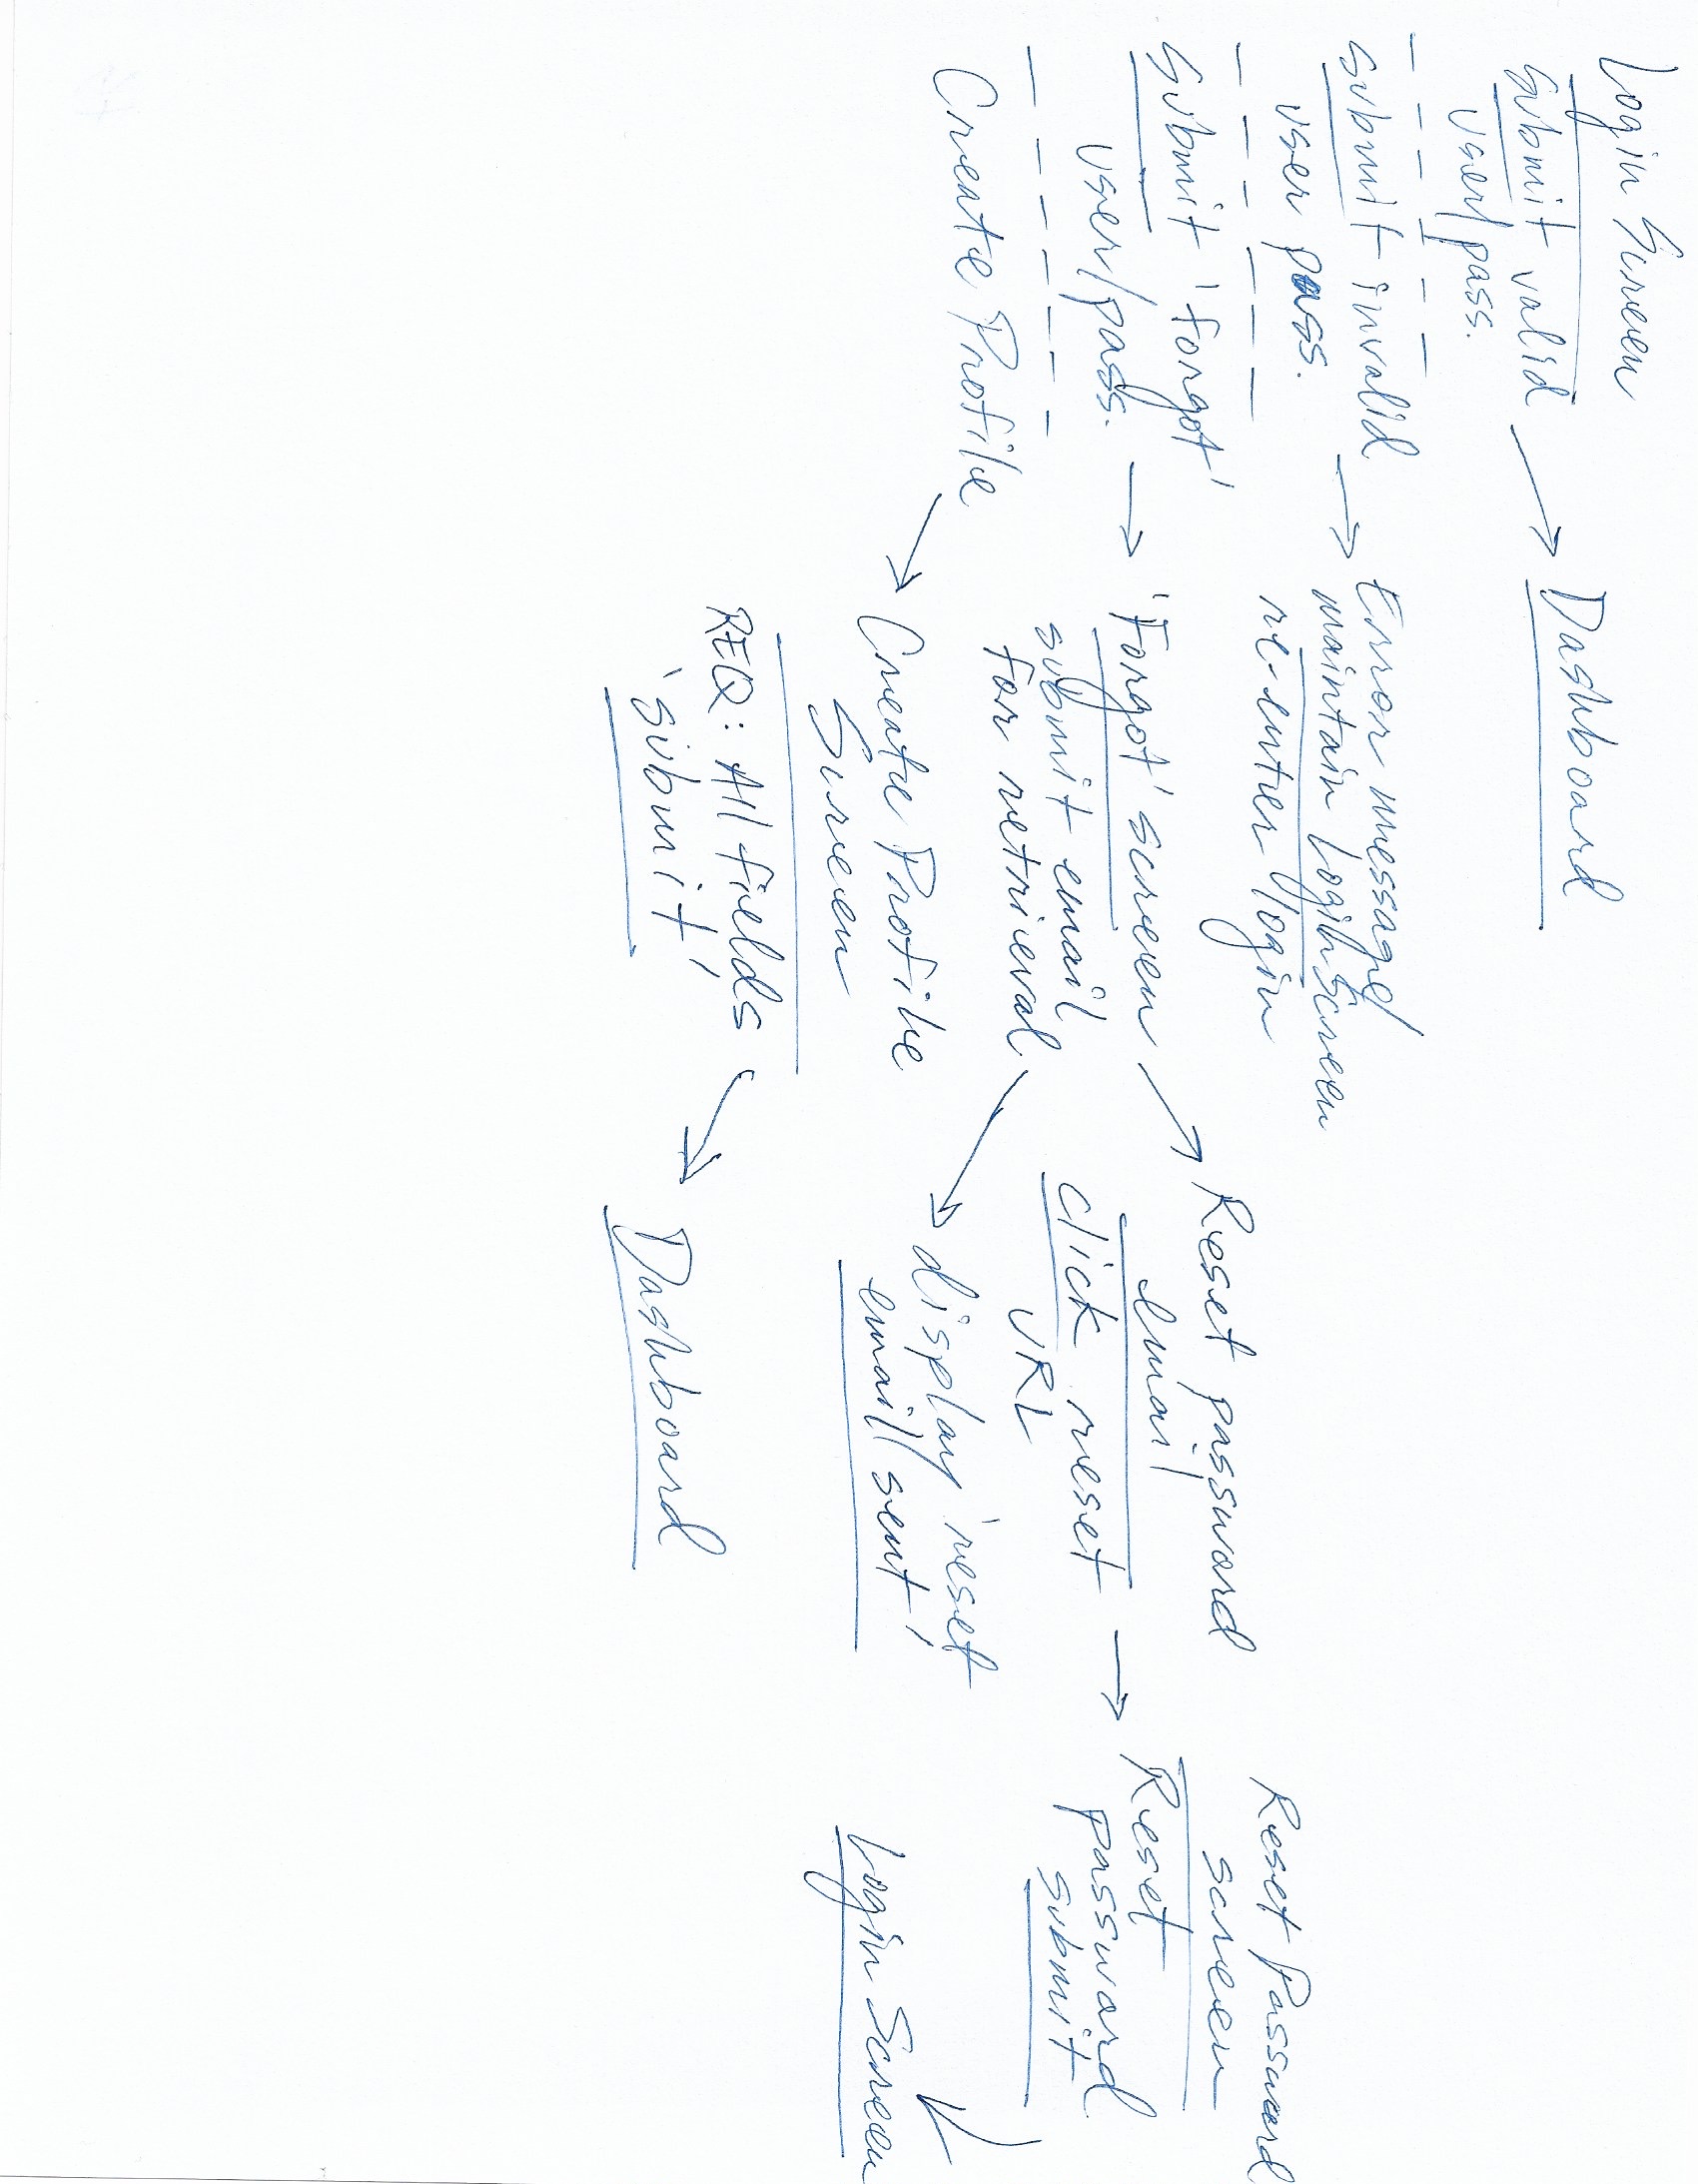 Login Screen
Submit valid
user/pass.
Dashboard
Submit invalid
user pass.
Error message/
maintain Login Screen
re-enter login
Submit 'forgot'
user/pass.
'Forgot' screen
submit email
for retrieval
Reset password
email
click reset
URL
Reset Password
screen
Reset
password
submit
display 'reset
email sent'
Login Screen
Create Profile
Create Profile
Screen
REQ: All fields
'submit'
Dashboard